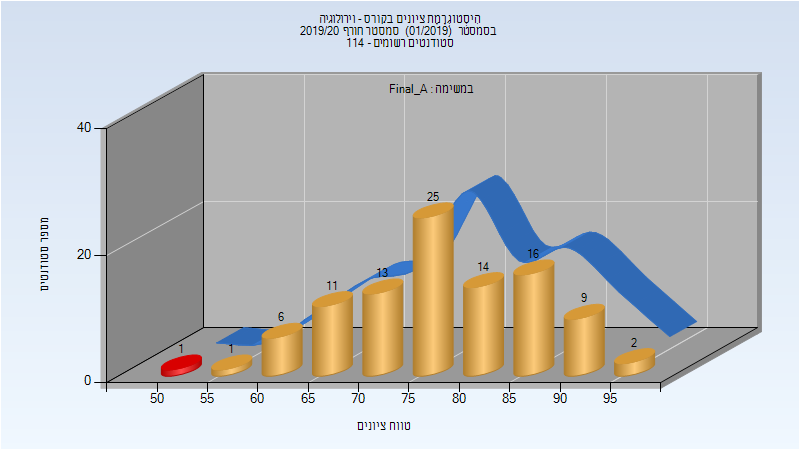 היסטוגרמת ציונים בקורס - וירולוגיה
בסמסטר (01/2019) סמסטר חורף 2019/20
סטודנטים רשומים - 114
במשימה : Final_A
מספר סטודנטים
40
20
0
1
1
6
11
13
25
14
16
9
2
50 55 60 65 70 75 80 85 90 95
טווח ציונים